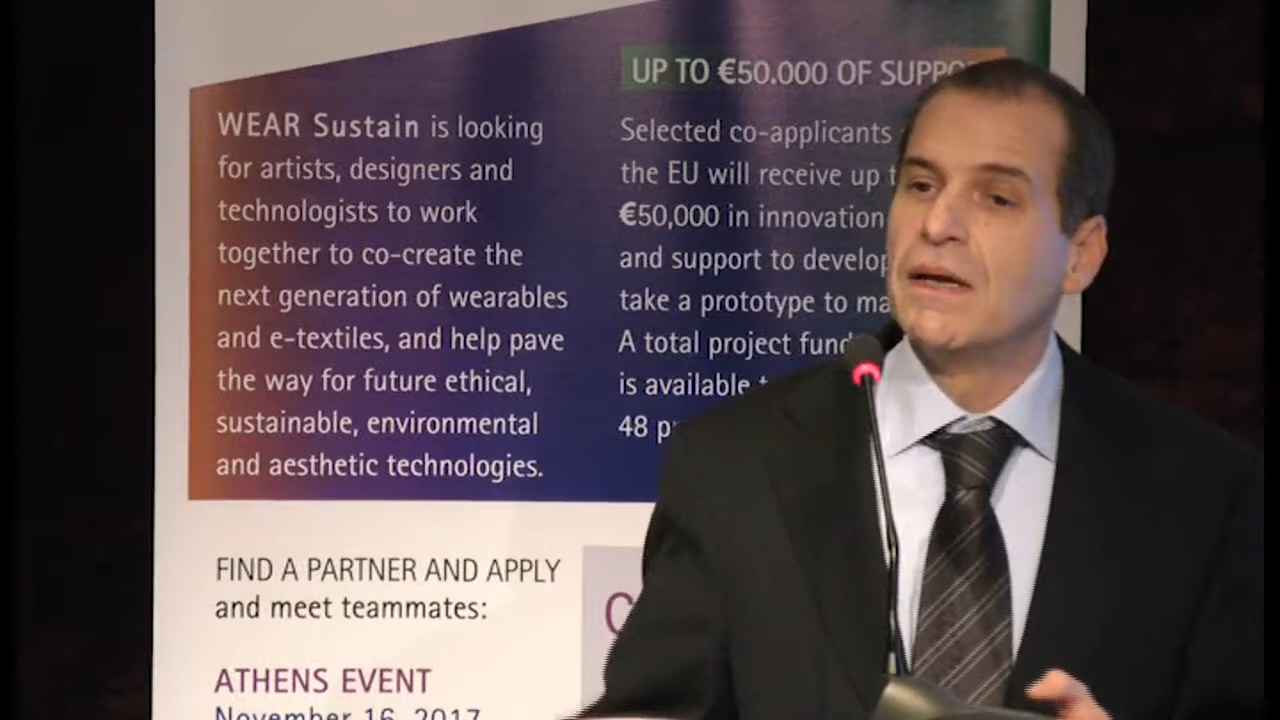 WEAR Sustain is looking
for artists, designers and
technologists to work
together to co-create the
next generation of wearables
and e-textiles, and help pave
the way for future ethical,
sustainable, environmental
and aesthetic technologies.
UP TO €50.000 OF
Selected co-applicants
the EU will receive up
€50,000 in innovation
and support to develop
take a prototype to
A total project fund
is available
48
FIND A PARTNER AND APPLY
and meet teammates:
ATHENS EVENT
November 16, 2017